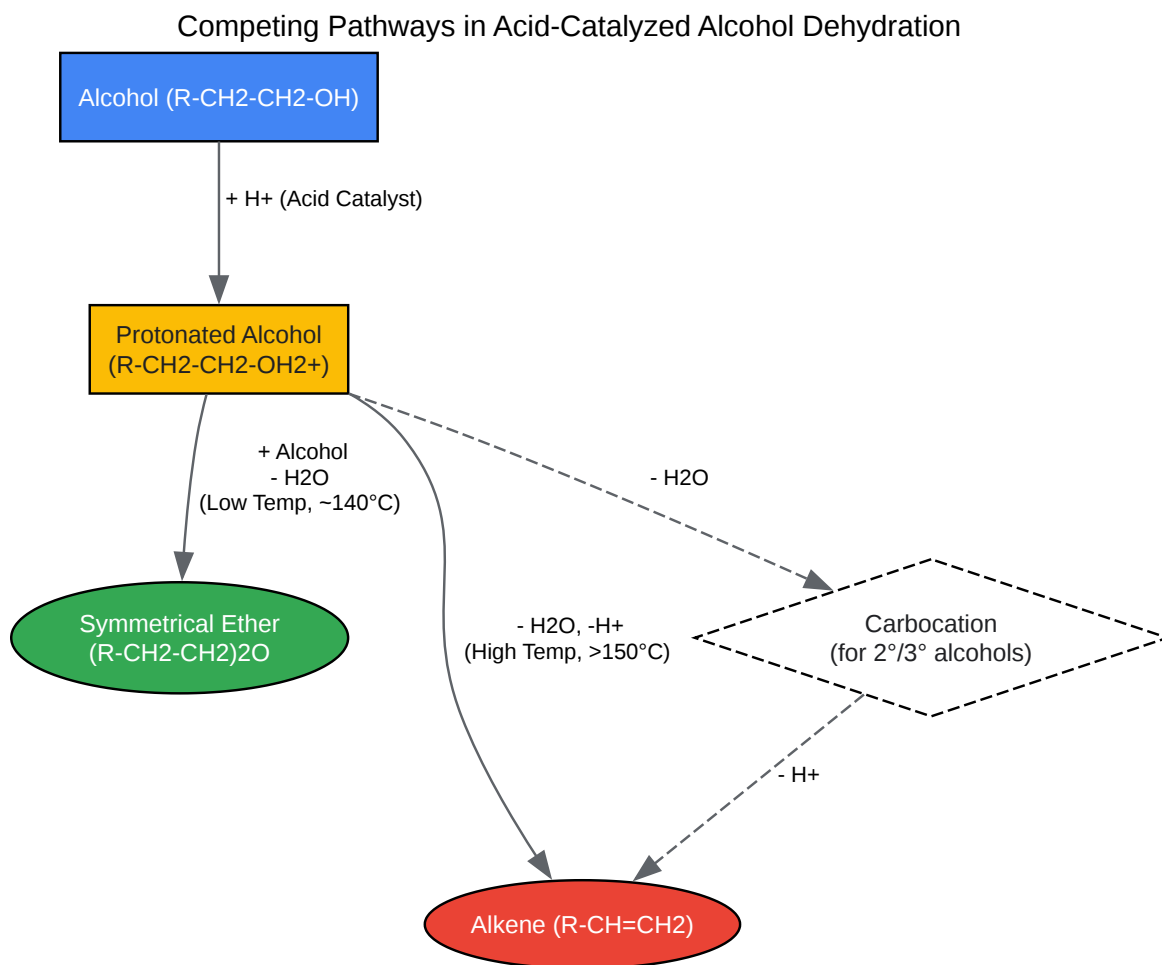 Competing Pathways in Acid-Catalyzed Alcohol Dehydration
Alcohol (R-CH2-CH2-OH)
+ H+ (Acid Catalyst)
Protonated Alcohol
(R-CH2-CH2-OH2+)
+ Alcohol
- H2O
(Low Temp, ~140°C)
- H2O
Symmetrical Ether
(R-CH2-CH2)2O
- H2O, -H+
(High Temp, >150°C)
Carbocation
(for 2°/3° alcohols)
- H+
Alkene (R-CH=CH2)